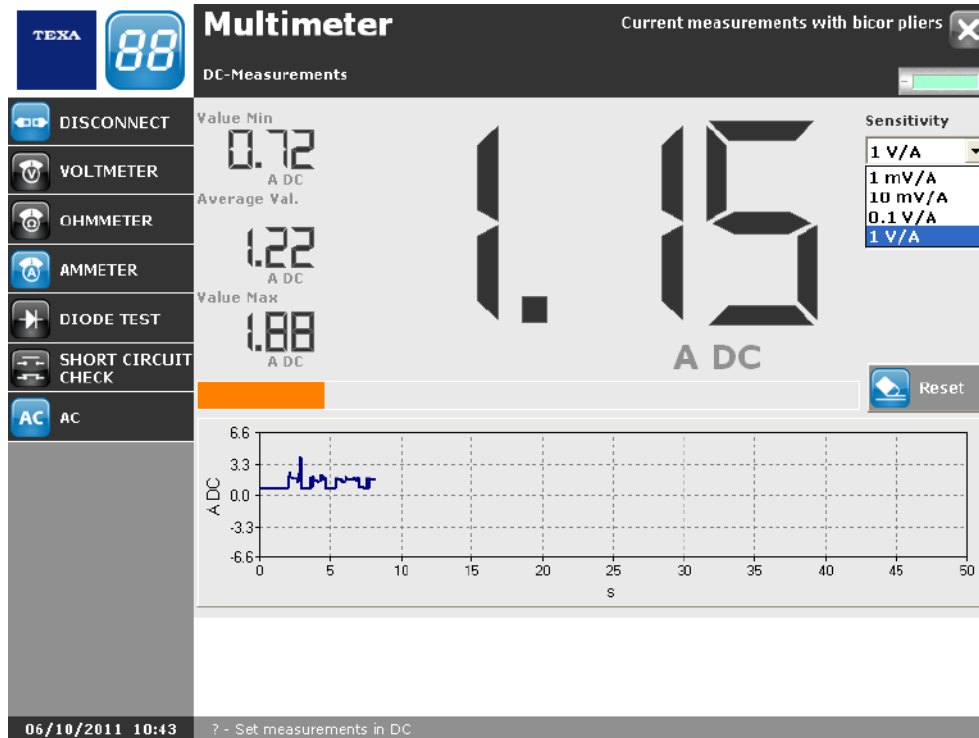 TEXA
88
Multimeter
Current measurements with bicor pliers
DC-Measurements
DISCONNECT
VOLTMETER
OHMMETER
AMMETER
DIODE TEST
SHORT CIRCUIT
CHECK
AC AC
Value Min
0.72
A DC
Average Val.
1.22
A DC
Value Max
1.88
A DC
1.15
A DC
Sensitivity
1 V/A
1 mV/A
10 mV/A
0.1 V/A
1 V/A
Reset
6.6
3.3
0.0
-3.3
-6.6
A DC
0 5 10 15 20 25 30 35 40 45 50
s
06/10/2011 10:43
? - Set measurements in DC